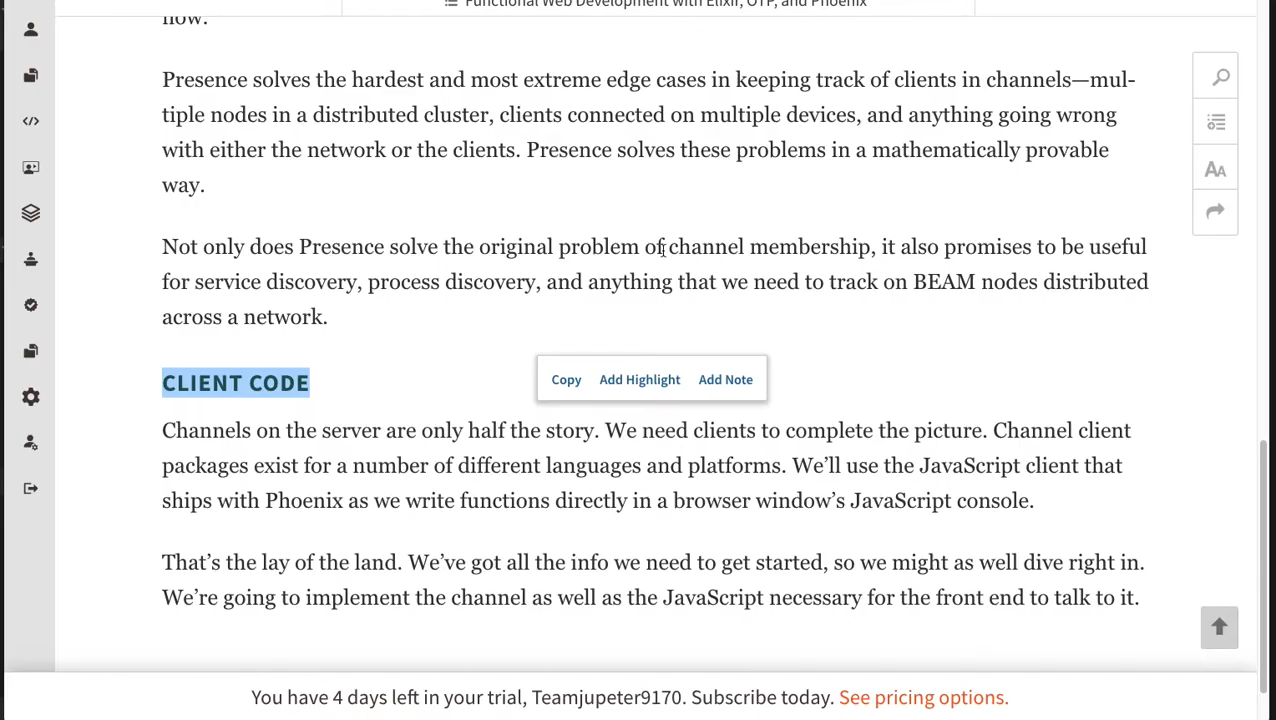 Functional Web Development with Elixir, OTP, and Phoenix
now.
Presence solves the hardest and most extreme edge cases in keeping track of clients in channels—mul-
tiple nodes in a distributed cluster, clients connected on multiple devices, and anything going wrong
with either the network or the clients. Presence solves these problems in a mathematically provable
way.
Not only does Presence solve the original problem of channel membership, it also promises to be useful
for service discovery, process discovery, and anything that we need to track on BEAM nodes distributed
across a network.
CLIENT CODE
Copy Add Highlight Add Note
Channels on the server are only half the story. We need clients to complete the picture. Channel client
packages exist for a number of different languages and platforms. We’ll use the JavaScript client that
ships with Phoenix as we write functions directly in a browser window’s JavaScript console.
That’s the lay of the land. We’ve got all the info we need to get started, so we might as well dive right in.
We’re going to implement the channel as well as the JavaScript necessary for the front end to talk to it.
You have 4 days left in your trial, Teamjupeter9170. Subscribe today. See pricing options.
AA